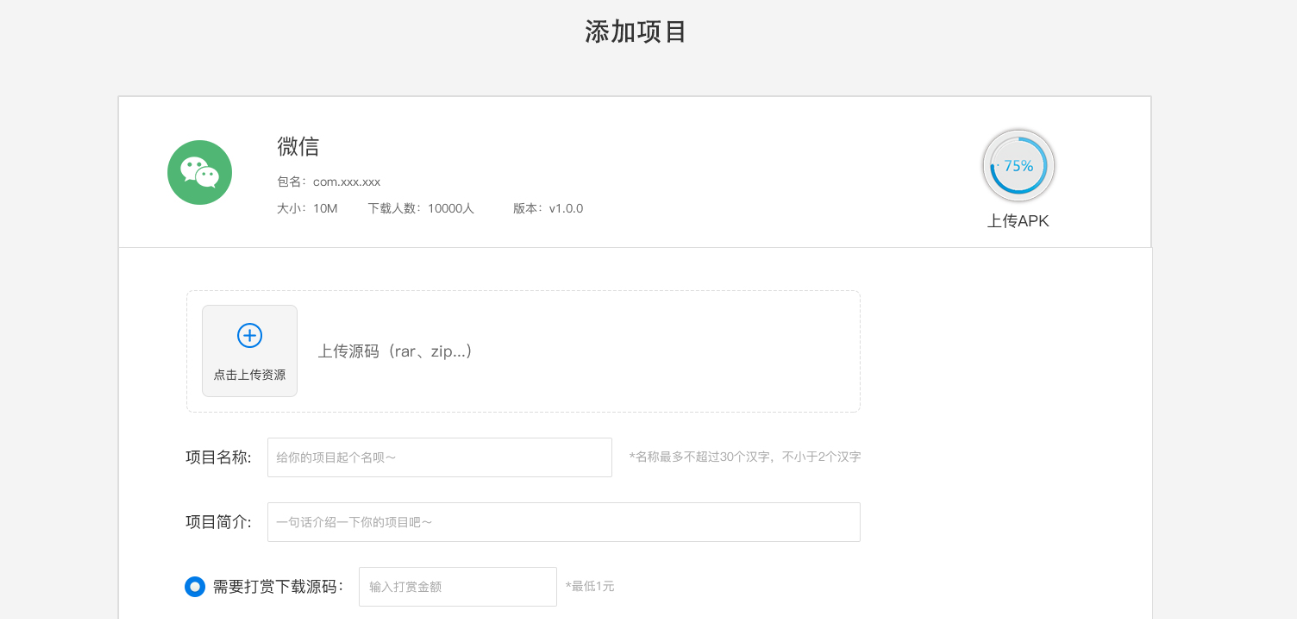 添加项目
微信
包名：com.xxx.xxx
大小：10M 下载人数：10000人 版本：v1.0.0
75%
上传APK
点击上传资源
上传源码（rar、zip...）
项目名称: 给你的项目起个名呗～ *名称最多不超过30个汉字，不小于2个汉字
项目简介: 一句话介绍一下你的项目吧～
需要打赏下载源码： 输入打赏金额 *最低1元